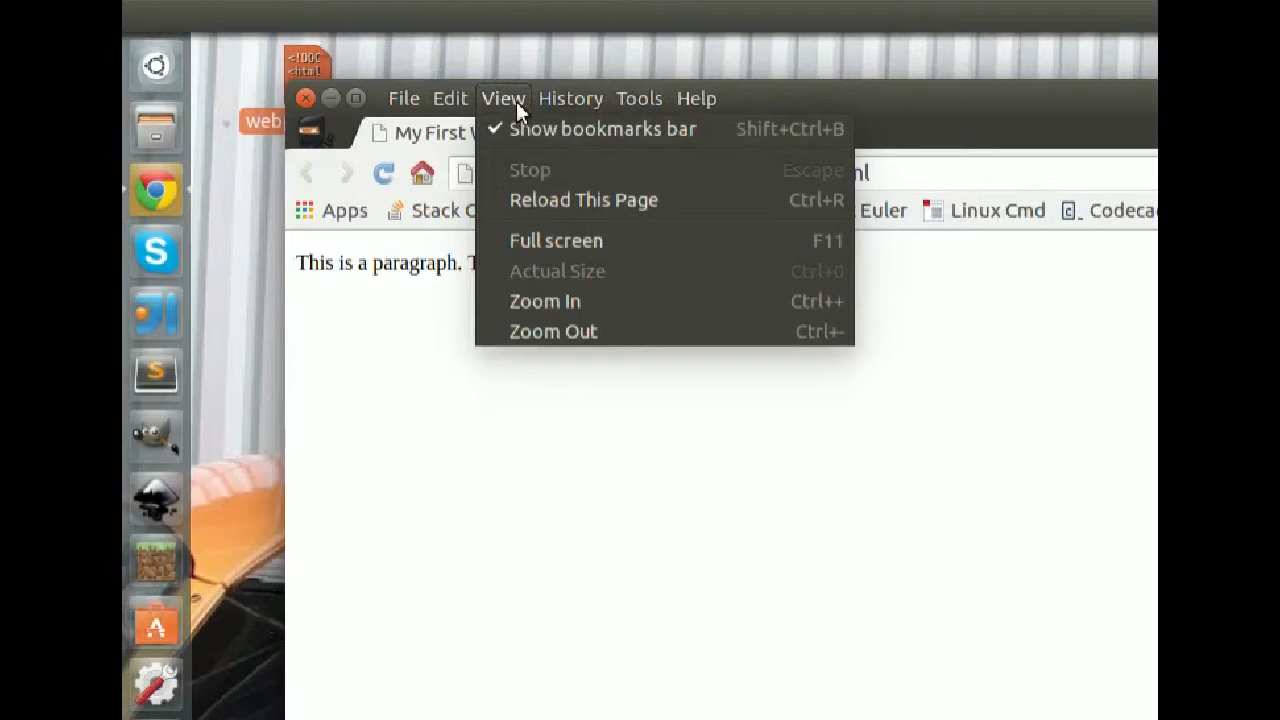 <!DOC
<html
File Edit View History Tools Help
web
My First
Show bookmarks bar Shift+Ctrl+B
Stop Escape
Reload This Page Ctrl+R
Apps Stack Euler Linux Cmd Codecad
Full screen F11
This is a paragraph.
Actual Size Ctrl+0
Zoom In Ctrl++
Zoom Out Ctrl+-